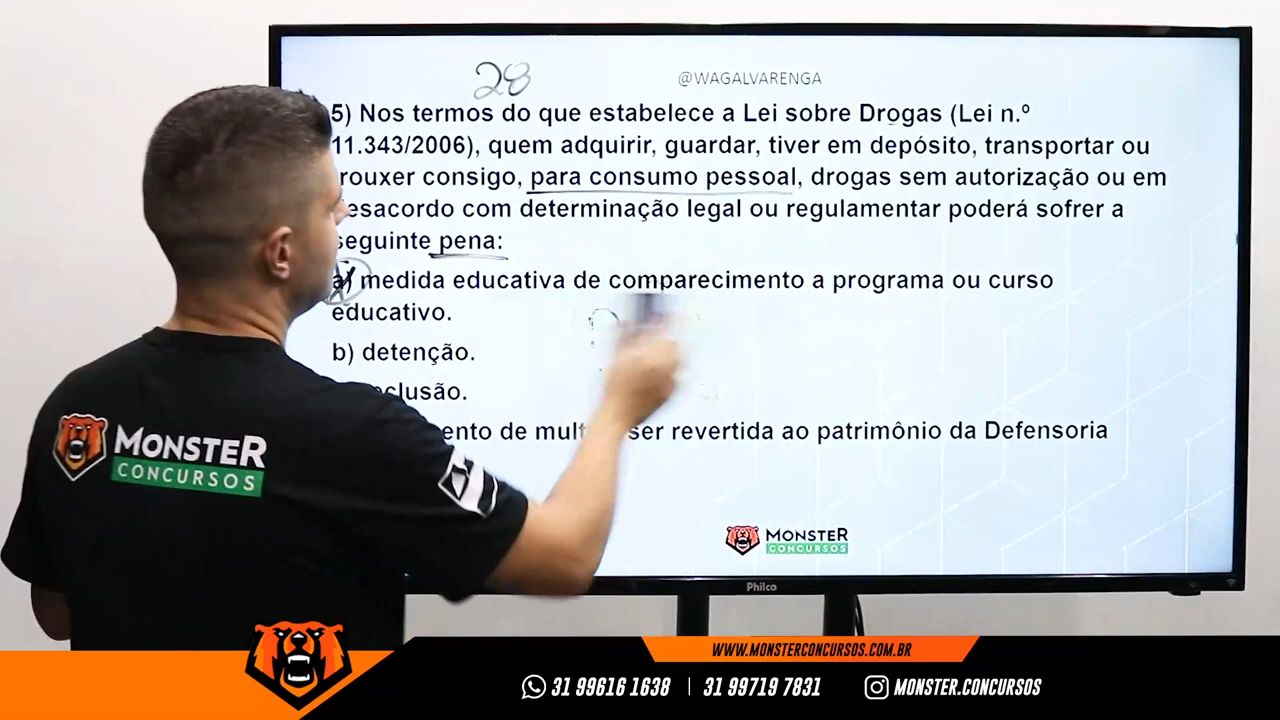 28
@WAGALVARENGA
5) Nos termos do que estabelece a Lei sobre Drogas (Lei n.º
11.343/2006), quem adquirir, guardar, tiver em depósito, transportar ou
rouxer consigo, para consumo pessoal, drogas sem autorização ou em
esacordo com determinação legal ou regulamentar poderá sofrer a
seguinte pena:
a) medida educativa de comparecimento a programa ou curso
educativo.
b) detenção.
clusão.
ento de mult ser revertida ao patrimônio da Defensoria
MONSTER
CONCURSOS
MONSTER
CONCURSOS
Philco
WWW.MONSTERCONCURSOS.COM.BR
31 99616 1638 | 31 99719 7831 MONSTER.CONCURSOS